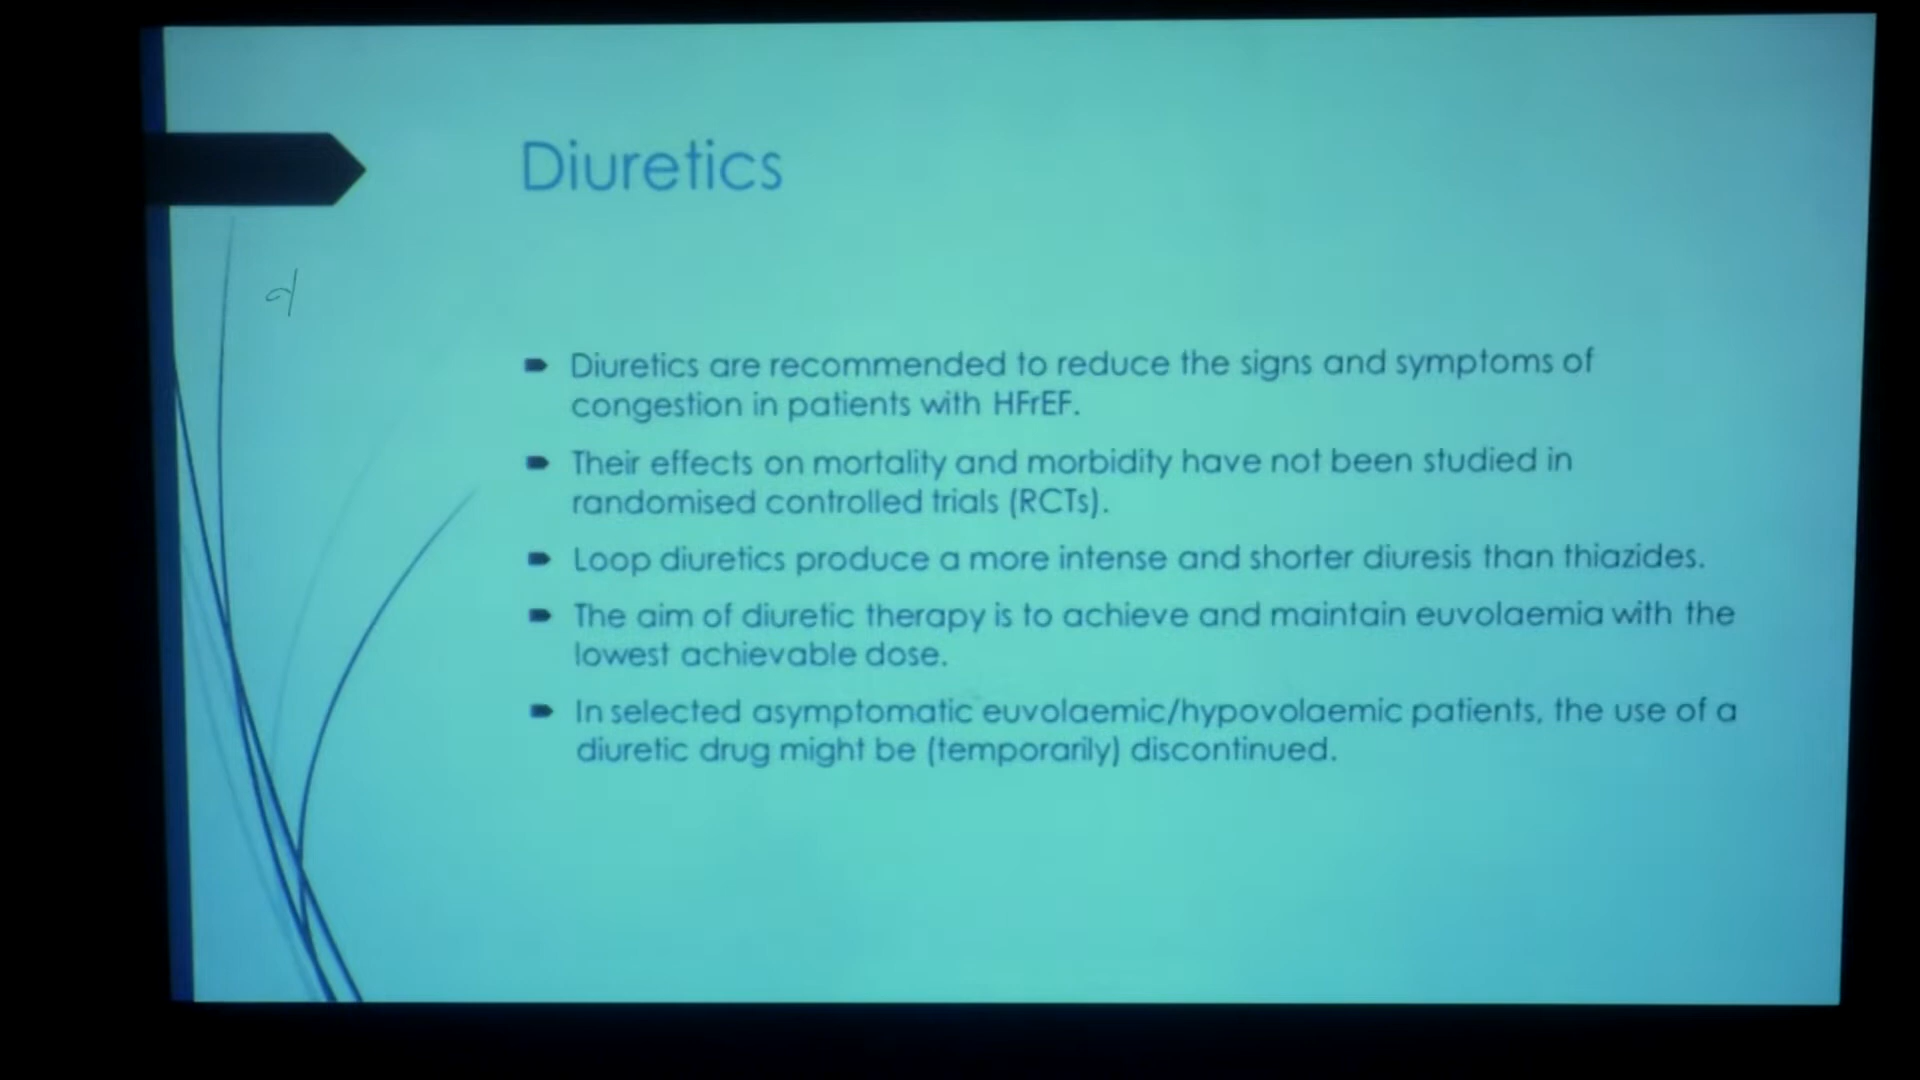 Diuretics
Diuretics are recommended to reduce the signs and symptoms of
congestion in patients with HFrEF.
Their effects on mortality and morbidity have not been studied in
randomised controlled trials (RCTs).
Loop diuretics produce a more intense and shorter diuresis than thiazides.
The aim of diuretic therapy is to achieve and maintain euvolaemia with the
lowest achievable dose.
In selected asymptomatic euvolaemic/hypovolaemic patients, the use of a
diuretic drug might be (temporarily) discontinued.